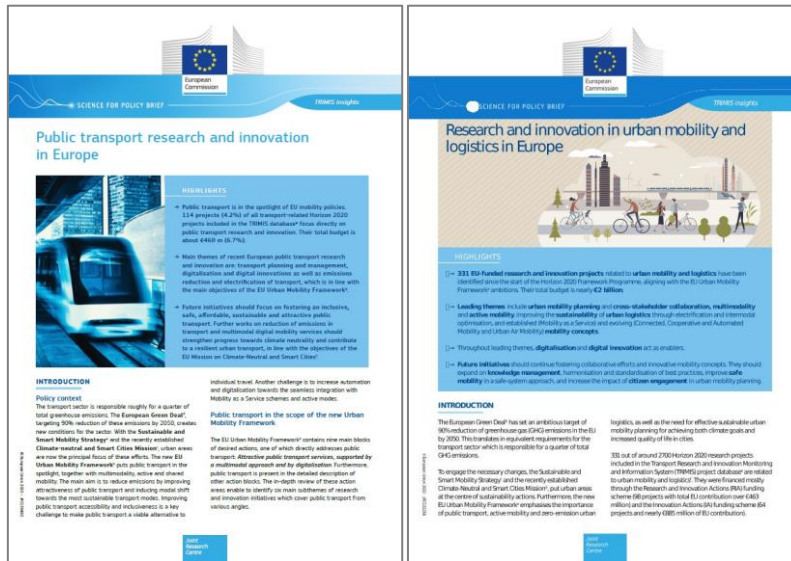 European
Commission
SCIENCE FOR POLICY BRIEF
TRIMIS insights
Public transport research and innovation
in Europe
HIGHLIGHTS
→ Public transport is in the spotlight of EU mobility policies.
114 projects (4.2%) of all transport-related Horizon 2020
projects included in the TRIMIS database focus directly on
public transport research and innovation. Their total budget is
about €460 m (6.7%).
→ Main themes of recent European public transport research
and innovation are: transport planning and management,
digitalisation and digital innovations as well as emissions
reduction and electrification of transport, which is in line with
the main objectives of the EU Urban Mobility Framework.
→ Future initiatives should focus on fostering an inclusive,
safe, affordable, sustainable and attractive public
transport. Further works on reduction of emissions in
transport and multimodal digital mobility services should
strengthen progress towards climate neutrality and contribute
to a resilient urban transport, in line with the objectives of the
EU Mission on Climate-Neutral and Smart Cities.
INTRODUCTION
Policy context
The transport sector is responsible roughly for a quarter of
total greenhouse emissions. The European Green Deal,
targeting 90% reduction of these emissions by 2050, creates
new conditions for the sector. With the Sustainable and
Smart Mobility Strategy and the recently established
Climate-neutral and Smart Cities Mission, urban areas
are now the principal focus of these efforts. The new EU
Urban Mobility Framework puts public transport in the
spotlight, together with multimodality, active and shared
mobility. The main aim is to reduce emissions by improving
attractiveness of public transport and inducing modal shift
towards the most sustainable transport modes. Improving
public transport accessibility and inclusiveness is a key
challenge to make public transport a viable alternative to
individual travel. Another challenge is to increase automation
and digitalisation towards the seamless integration with
Mobility as a Service schemes and active modes.
Public transport in the scope of the new Urban
Mobility Framework
The EU Urban Mobility Framework contains nine main blocks
of desired actions, one of which directly addresses public
transport: Attractive public transport services, supported by
a multimodal approach and by digitalisation. Furthermore,
public transport is present in the detailed description of
other action blocks. The in-depth review of these action
areas enable to identify six main subthemes of research
and innovation initiatives which cover public transport from
various angles.
Joint
Research
Centre
European
Commission
SCIENCE FOR POLICY BRIEF
TRIMIS insights
Research and innovation in urban mobility and
logistics in Europe
HIGHLIGHTS
→ 331 EU-funded research and innovation projects related to urban mobility and logistics have been
identified since the start of the Horizon 2020 Framework Programme, aligning with the EU Urban Mobility
Framework ambitions. Their total budget is nearly €2 billion.
→ Leading themes include urban mobility planning and cross-stakeholder collaboration, multimodality
and active mobility, improving the sustainability of urban logistics through electrification and intermodal
optimisation, and established (Mobility as a Service) and evolving (Connected, Cooperative and Automated
Mobility and Urban Air Mobility) mobility concepts.
→ Throughout leading themes, digitalisation and digital innovation act as enablers.
→ Future initiatives should continue fostering collaborative efforts and innovative mobility concepts. They should
expand on knowledge management, harmonisation and standardisation of best practices, improve safe
mobility in a safe-system approach, and increase the impact of citizen engagement in urban mobility planning.
INTRODUCTION
The European Green Deal has set an ambitious target of
90% reduction of greenhouse gas (GHG) emissions in the EU
by 2050. This translates in equivalent requirements for the
transport sector which is responsible for a quarter of total
GHG emissions.
To engage the necessary changes, the Sustainable and
Smart Mobility Strategy and the recently established
Climate-Neutral and Smart Cities Mission, put urban areas
at the centre of sustainability actions. Furthermore, the new
EU Urban Mobility Framework emphasises the importance
of public transport, active mobility and zero-emission urban
logistics, as well as the need for effective sustainable urban
mobility planning for achieving both climate goals and
increased quality of life in cities.
331 out of around 2700 Horizon 2020 research projects
included in the Transport Research and Innovation Monitoring
and Information System (TRIMIS) project database are related
to urban mobility and logistics. They were financed mostly
through the Research and Innovation Actions (RIA) funding
scheme (98 projects with total EU contribution over €463
million) and the Innovation Actions (IA) funding scheme (64
projects and nearly €885 million of EU contribution).
Joint
Research
Centre